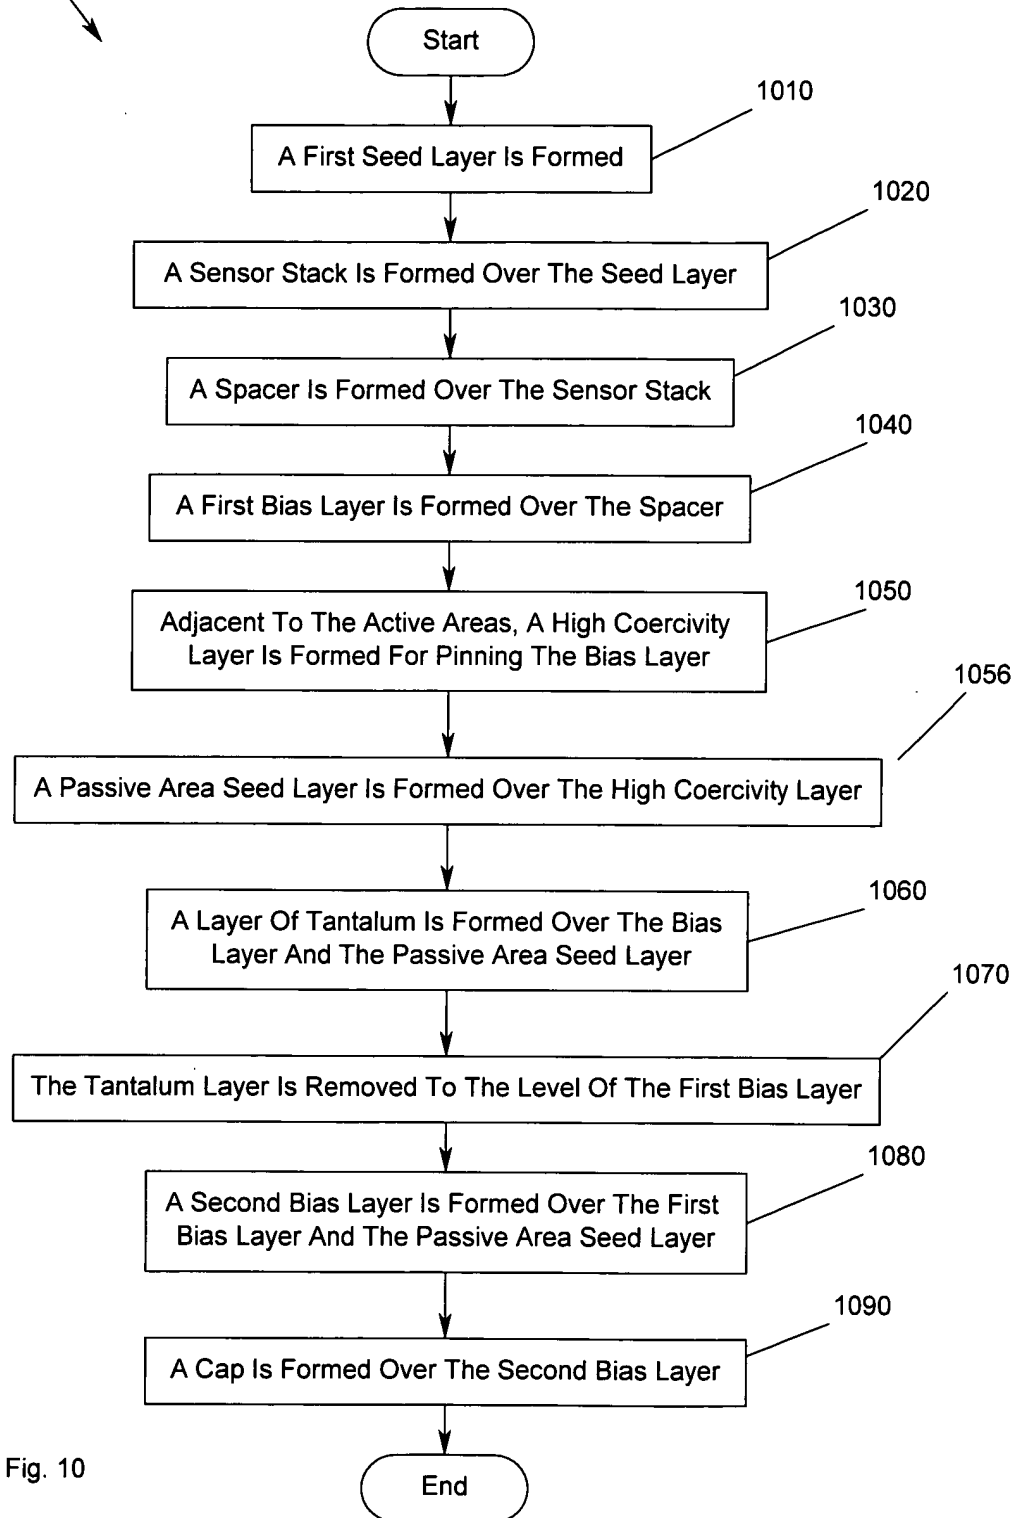 Start
1010
A First Seed Layer Is Formed
1020
A Sensor Stack Is Formed Over The Seed Layer
1030
A Spacer Is Formed Over The Sensor Stack
1040
A First Bias Layer Is Formed Over The Spacer
1050
Adjacent To The Active Areas, A High Coercivity
Layer Is Formed For Pinning The Bias Layer
1056
A Passive Area Seed Layer Is Formed Over The High Coercivity Layer
1060
A Layer Of Tantalum Is Formed Over The Bias
Layer And The Passive Area Seed Layer
1070
The Tantalum Layer Is Removed To The Level Of The First Bias Layer
1080
A Second Bias Layer Is Formed Over The First
Bias Layer And The Passive Area Seed Layer
1090
A Cap Is Formed Over The Second Bias Layer
Fig. 10
End